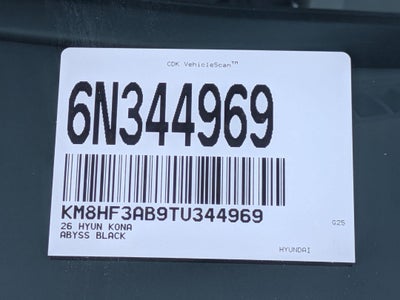 CDK VehicleScan™
6N344969
KM8HF3AB9TU344969
26 HYUN KONA
ABYSS BLACK
G25
HYUNDAI